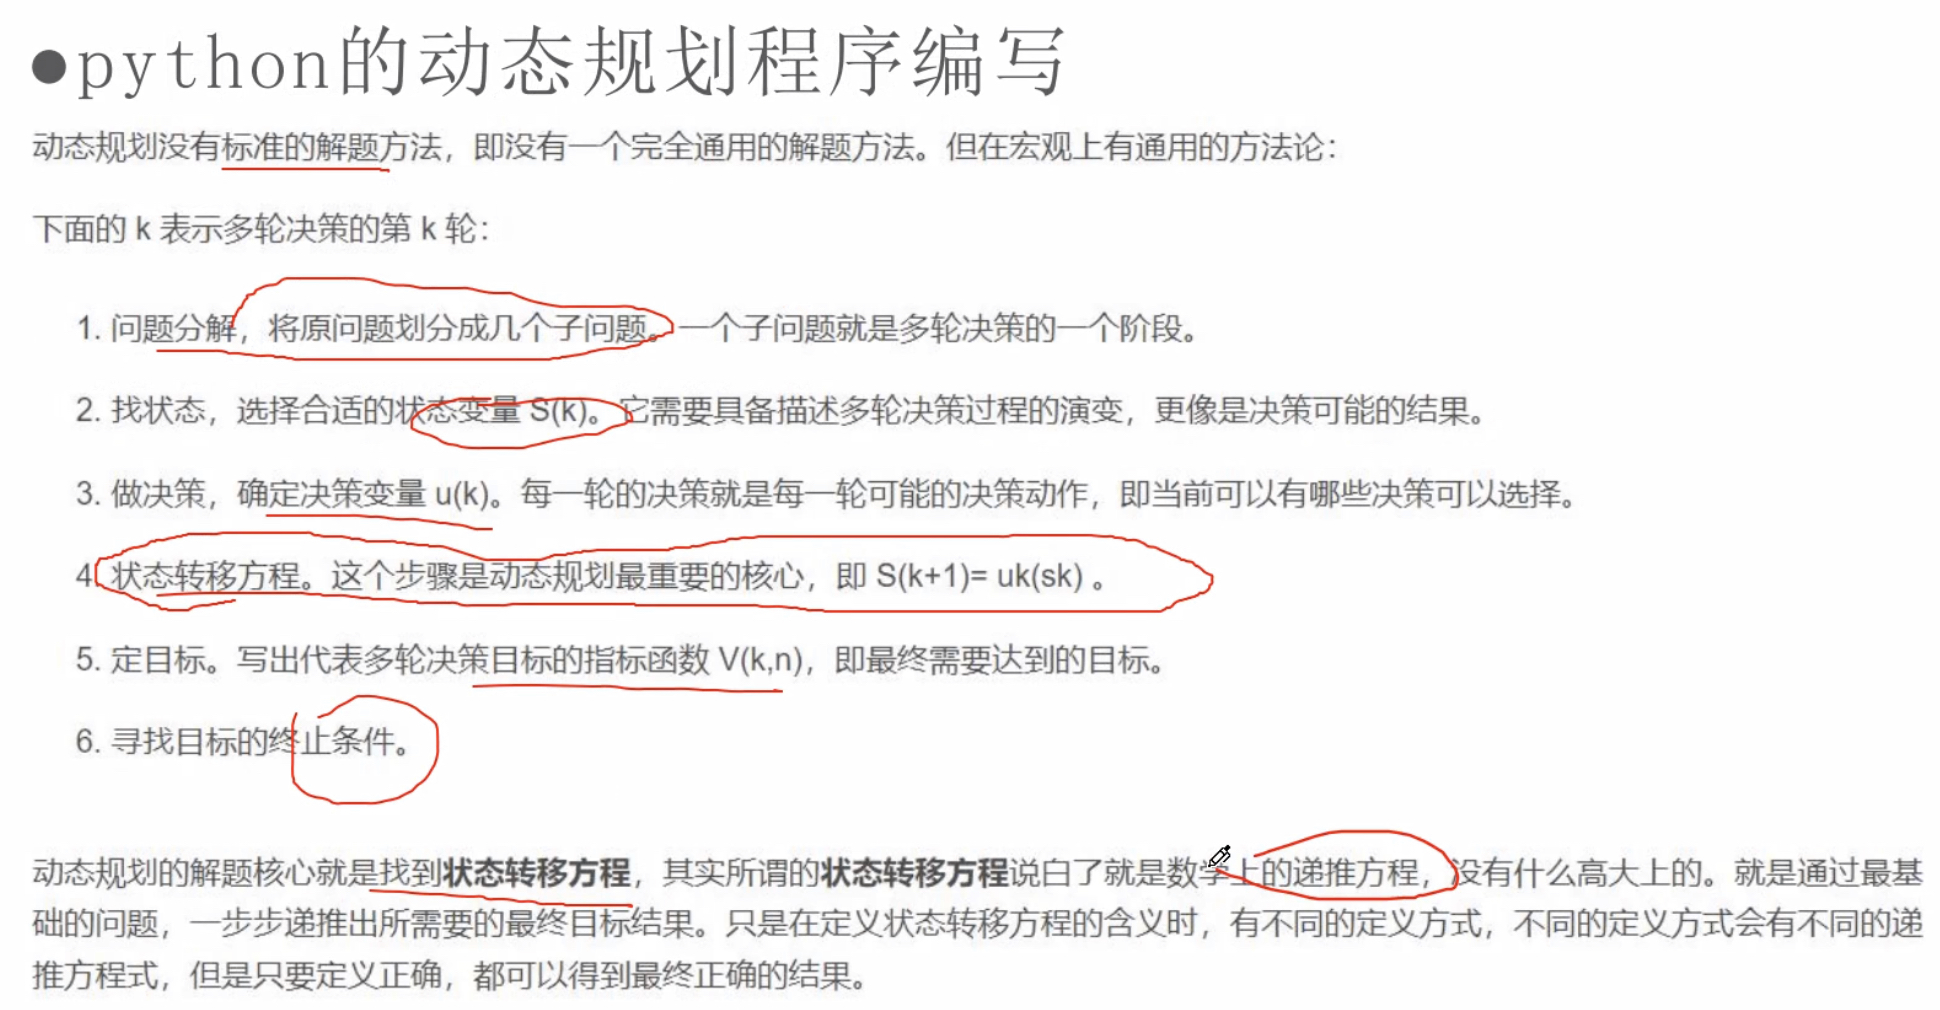 ●python的动态规划程序编写
动态规划没有标准的解题方法，即没有一个完全通用的解题方法。但在宏观上有通用的方法论：
下面的 k 表示多轮决策的第 k 轮：
1. 问题分解，将原问题划分成几个子问题。一个子问题就是多轮决策的一个阶段。
2. 找状态，选择合适的状态变量 S(k)。它需要具备描述多轮决策过程的演变，更像是决策可能的结果。
3. 做决策，确定决策变量 u(k)。每一轮的决策就是每一轮可能的决策动作，即当前可以有哪些决策可以选择。
4. 状态转移方程。这个步骤是动态规划最重要的核心，即 S(k+1)= uk(sk) 。
5. 定目标。写出代表多轮决策目标的指标函数 V(k,n)，即最终需要达到的目标。
6. 寻找目标的终止条件。
动态规划的解题核心就是找到状态转移方程，其实所谓的状态转移方程说白了就是数学上的递推方程，没有什么高大上的。就是通过最基
础的问题，一步步递推出所需要的最终目标结果。只是在定义状态转移方程的含义时，有不同的定义方式，不同的定义方式会有不同的递
推方程式，但是只要定义正确，都可以得到最终正确的结果。